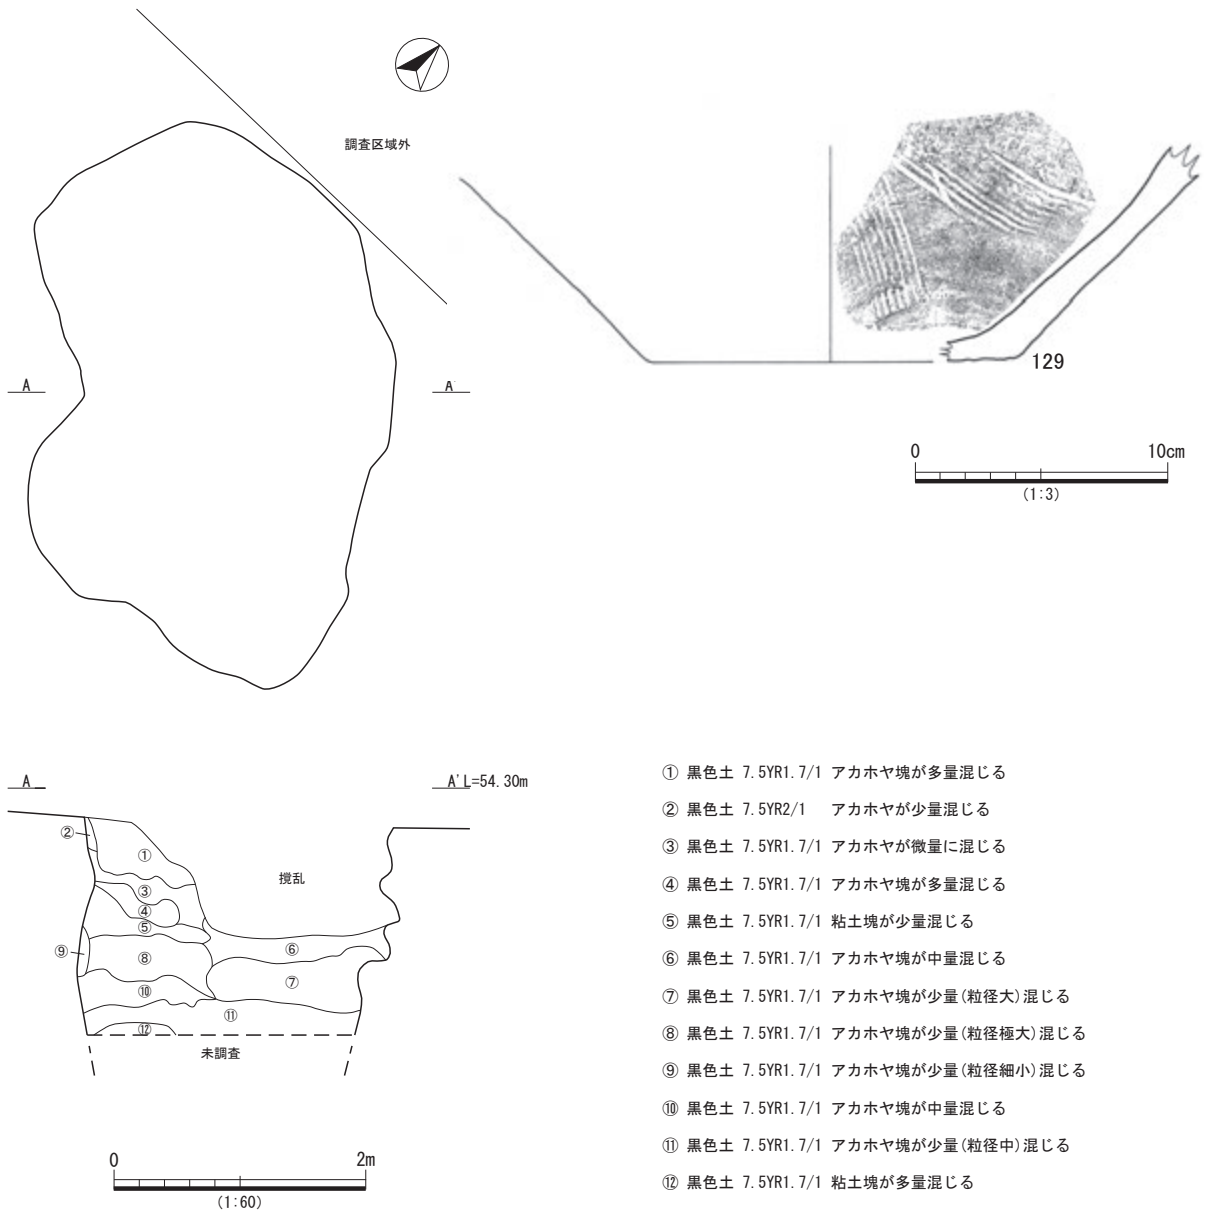 調査区域外
A
A'
129
0 10cm
(1:3)
A
A' L=54.30m
②
①
撹乱
③
④
⑤
⑥
⑨
⑧
⑦
⑩
⑪
⑫
未調査
0 2m
(1:60)
① 黒色土 7.5YR1.7/1 アカホヤ塊が多量混じる
② 黒色土 7.5YR2/1 アカホヤが少量混じる
③ 黒色土 7.5YR1.7/1 アカホヤが微量に混じる
④ 黒色土 7.5YR1.7/1 アカホヤ塊が多量混じる
⑤ 黒色土 7.5YR1.7/1 粘土塊が少量混じる
⑥ 黒色土 7.5YR1.7/1 アカホヤ塊が中量混じる
⑦ 黒色土 7.5YR1.7/1 アカホヤ塊が少量(粒径大)混じる
⑧ 黒色土 7.5YR1.7/1 アカホヤ塊が少量(粒径極大)混じる
⑨ 黒色土 7.5YR1.7/1 アカホヤ塊が少量(粒径細小)混じる
⑩ 黒色土 7.5YR1.7/1 アカホヤ塊が中量混じる
⑪ 黒色土 7.5YR1.7/1 アカホヤ塊が少量(粒径中)混じる
⑫ 黒色土 7.5YR1.7/1 粘土塊が多量混じる